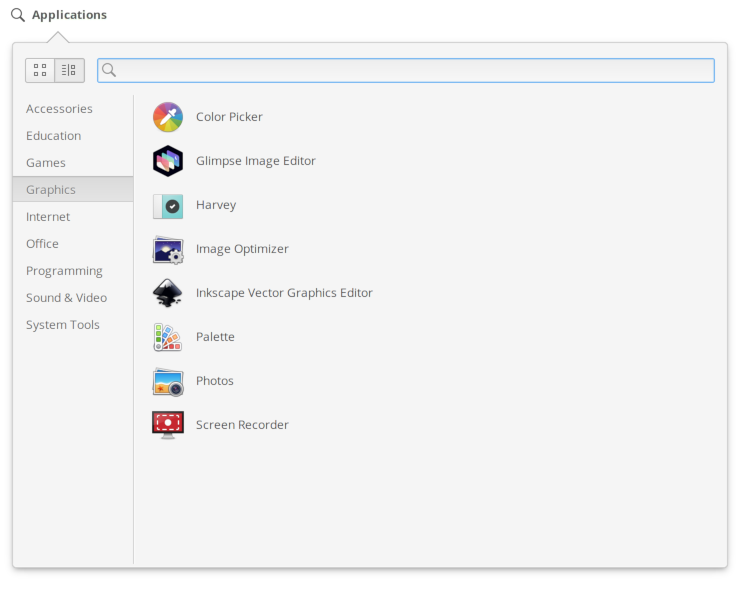 Applications
Accessories
Education
Games
Graphics
Internet
Office
Programming
Sound & Video
System Tools
Color Picker
Glimpse Image Editor
Harvey
Image Optimizer
Inkscape Vector Graphics Editor
Palette
Photos
Screen Recorder